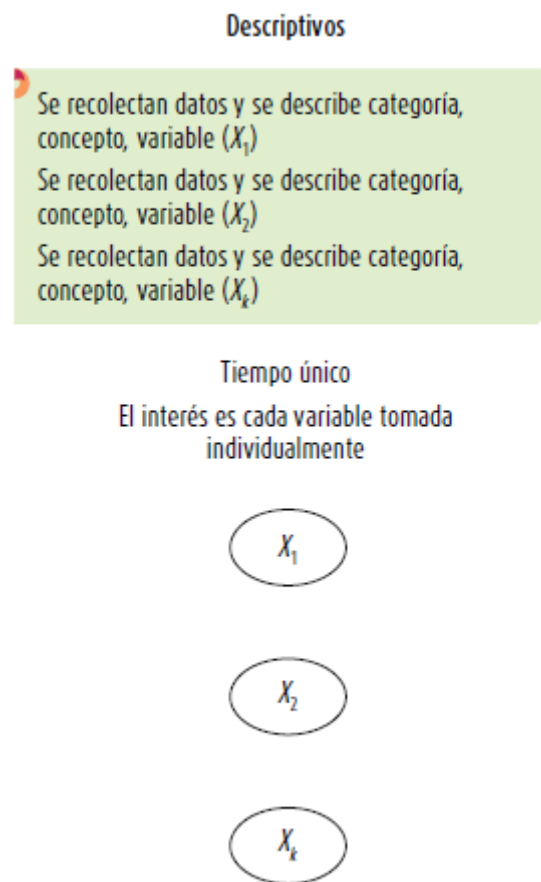 Descriptivos
Se recolectan datos y se describe categoría,
concepto, variable (X₁)
Se recolectan datos y se describe categoría,
concepto, variable (X₂)
Se recolectan datos y se describe categoría,
concepto, variable (Xₖ)
Tiempo único
El interés es cada variable tomada
individualmente
X₁
X₂
Xₖ